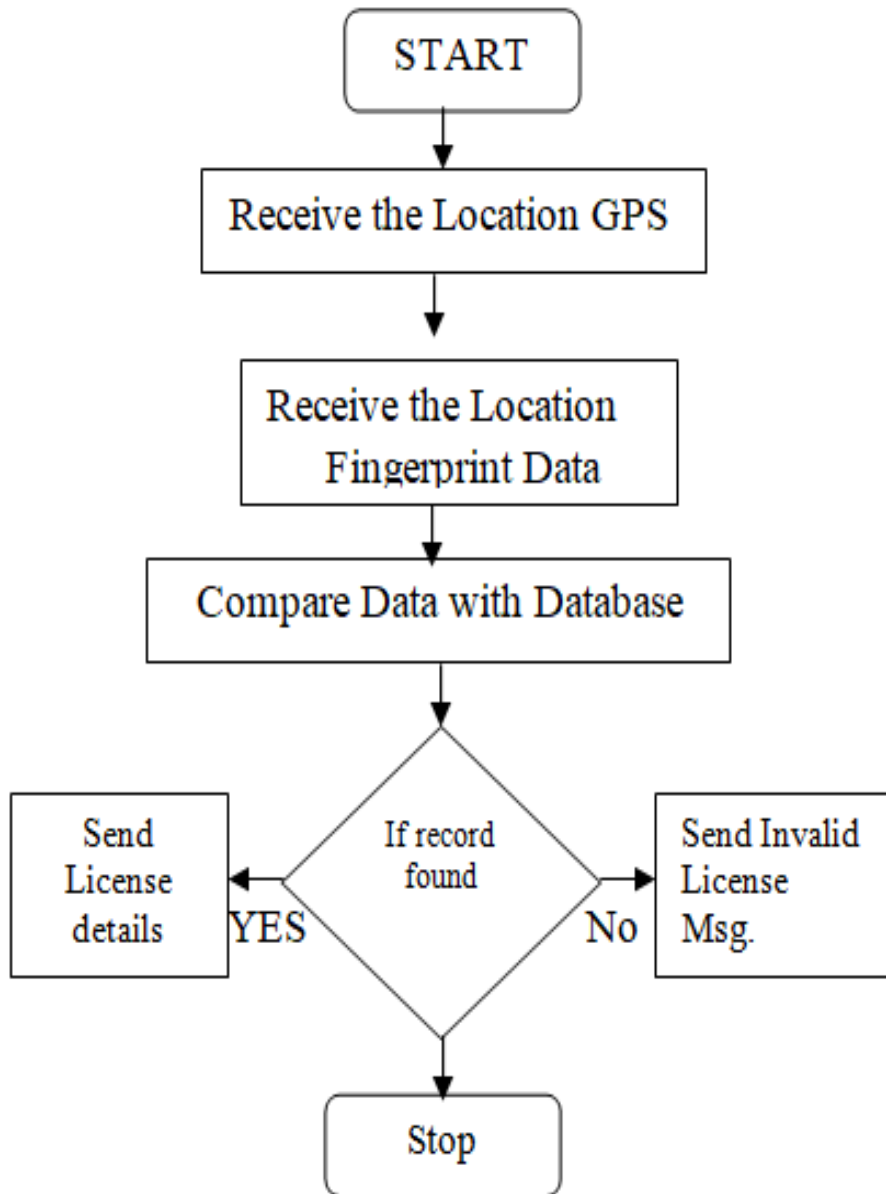 START
Receive the Location GPS
Receive the Location
Fingerprint Data
Compare Data with Database
If record
found
Send
License
details
YES
No
Send Invalid
License
Msg.
Stop